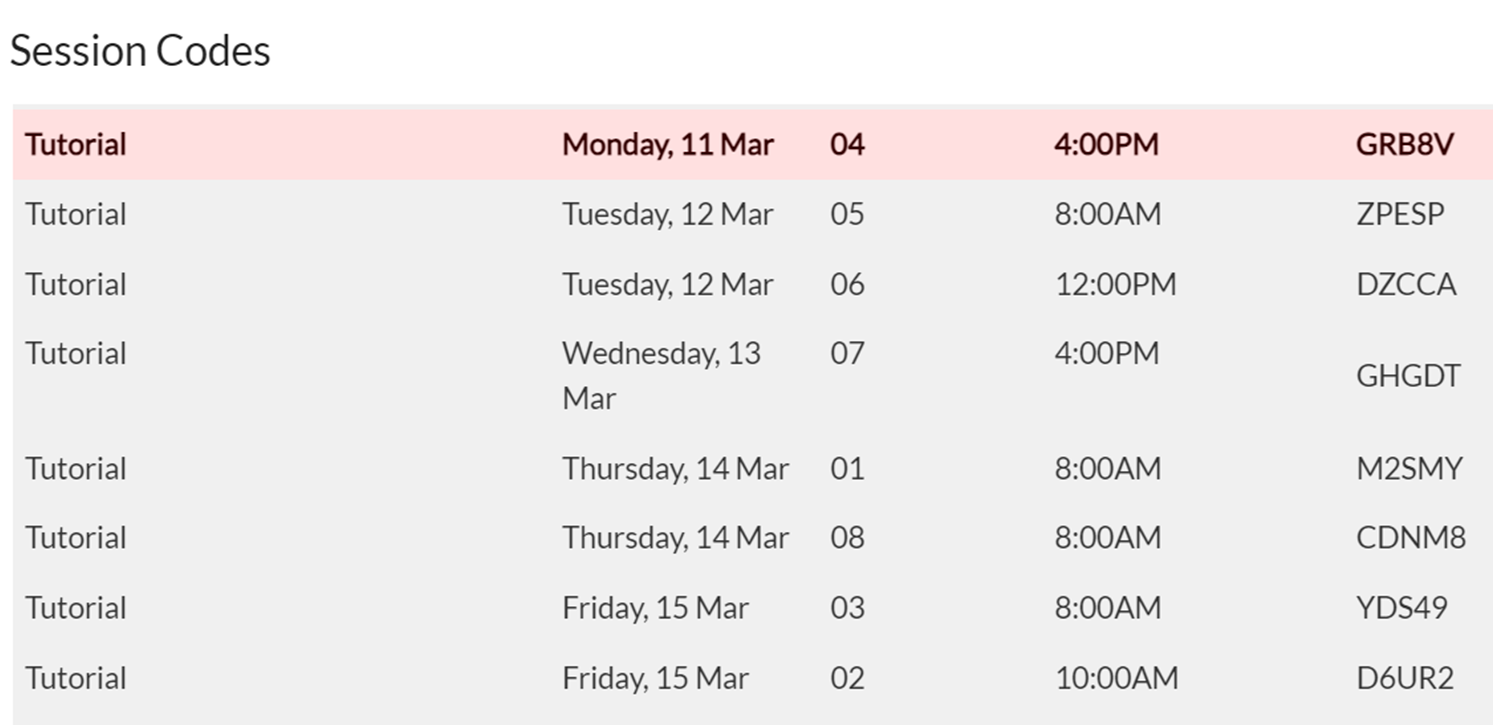 Session Codes
Tutorial Monday, 11 Mar 04 4:00PM GRB8V
Tutorial Tuesday, 12 Mar 05 8:00AM ZPESP
Tutorial Tuesday, 12 Mar 06 12:00PM DZCCA
Tutorial Wednesday, 13 07 4:00PM
Mar
GHGDT
Tutorial Thursday, 14 Mar 01 8:00AM M2SMY
Tutorial Thursday, 14 Mar 08 8:00AM CDNM8
Tutorial Friday, 15 Mar 03 8:00AM YDS49
Tutorial Friday, 15 Mar 02 10:00AM D6UR2